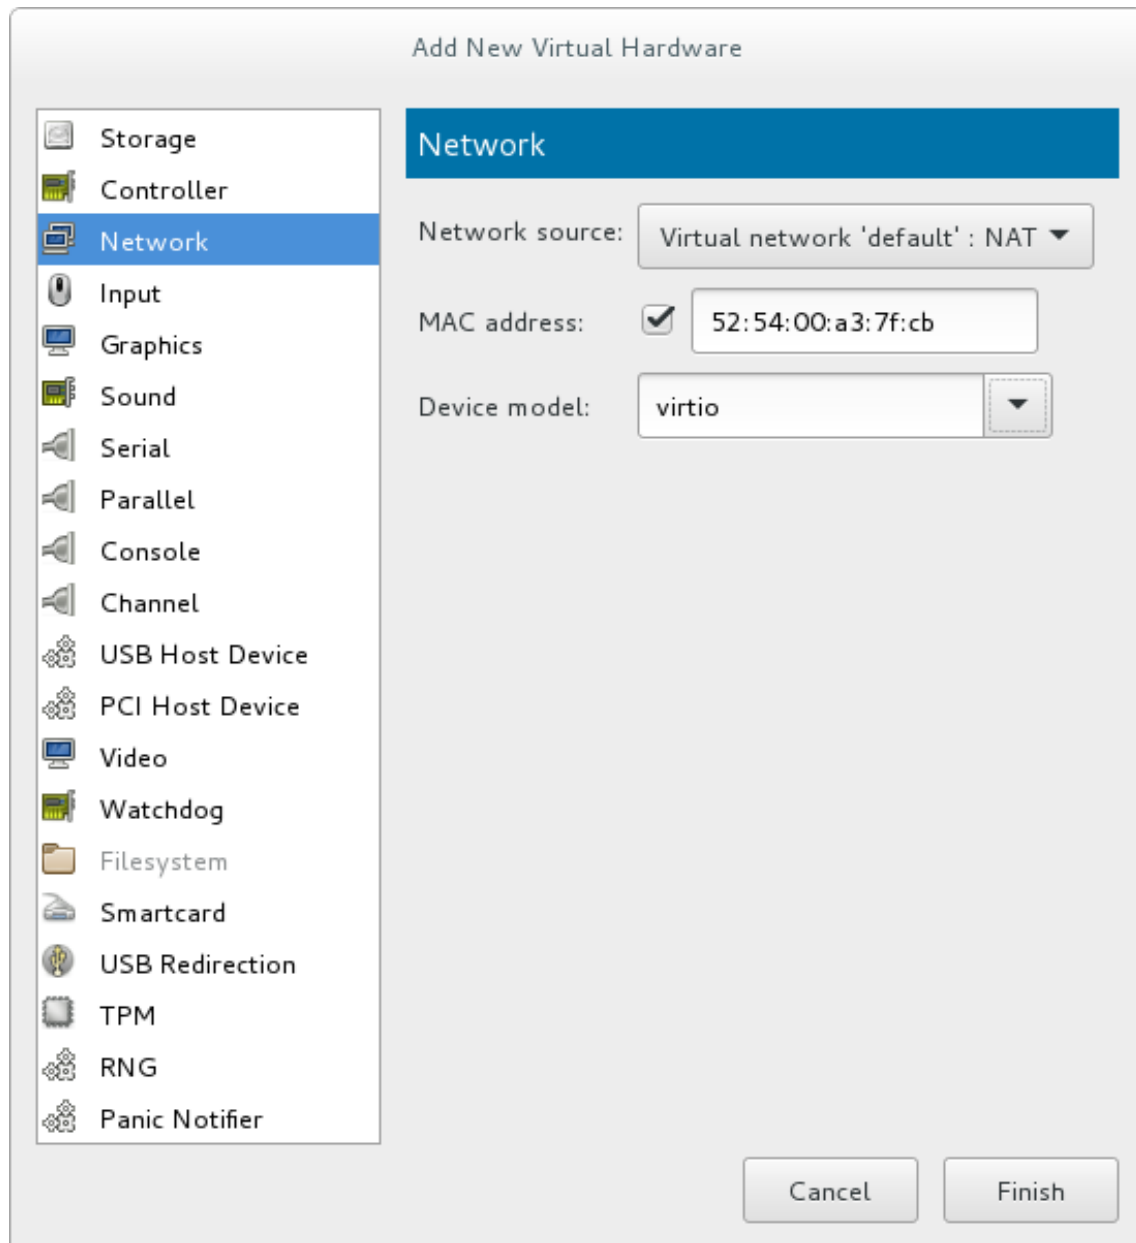 Add New Virtual Hardware
Storage
Controller
Network
Input
Graphics
Sound
Serial
Parallel
Console
Channel
USB Host Device
PCI Host Device
Video
Watchdog
Filesystem
Smartcard
USB Redirection
TPM
RNG
Panic Notifier
Network
Network source: Virtual network 'default' : NAT
MAC address: 52:54:00:a3:7f:cb
Device model: virtio
Cancel Finish